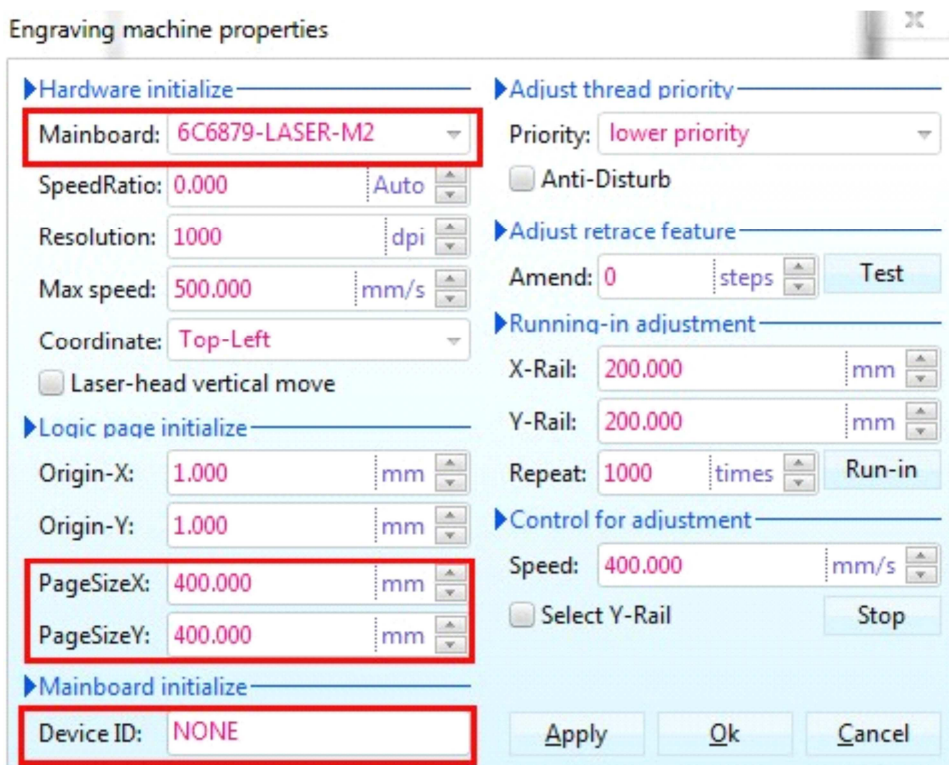 Engraving machine properties
Hardware initialize
Mainboard: 6C6879-LASER-M2
SpeedRatio: 0.000 Auto
Resolution: 1000 dpi
Max speed: 500.000 mm/s
Coordinate: Top-Left
Laser-head vertical move
Logic page initialize
Origin-X: 1.000 mm
Origin-Y: 1.000 mm
PageSizeX: 400.000 mm
PageSizeY: 400.000 mm
Mainboard initialize
Device ID: NONE
Adjust thread priority
Priority: lower priority
Anti-Disturb
Adjust retrace feature
Amend: 0 steps Test
Running-in adjustment
X-Rail: 200.000 mm
Y-Rail: 200.000 mm
Repeat: 1000 times Run-in
Control for adjustment
Speed: 400.000 mm/s
Select Y-Rail Stop
Apply Ok Cancel